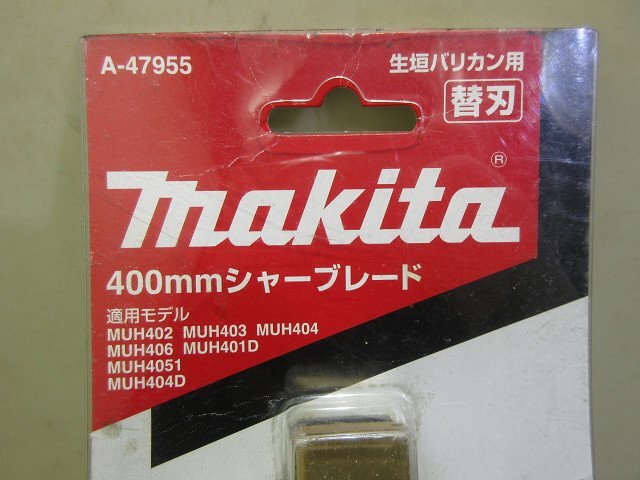 A-47955
生垣バリカン用
替刃
makita®
400mmシャーブレード
適用モデル
MUH402 MUH403 MUH404
MUH406 MUH401D
MUH4051
MUH404D